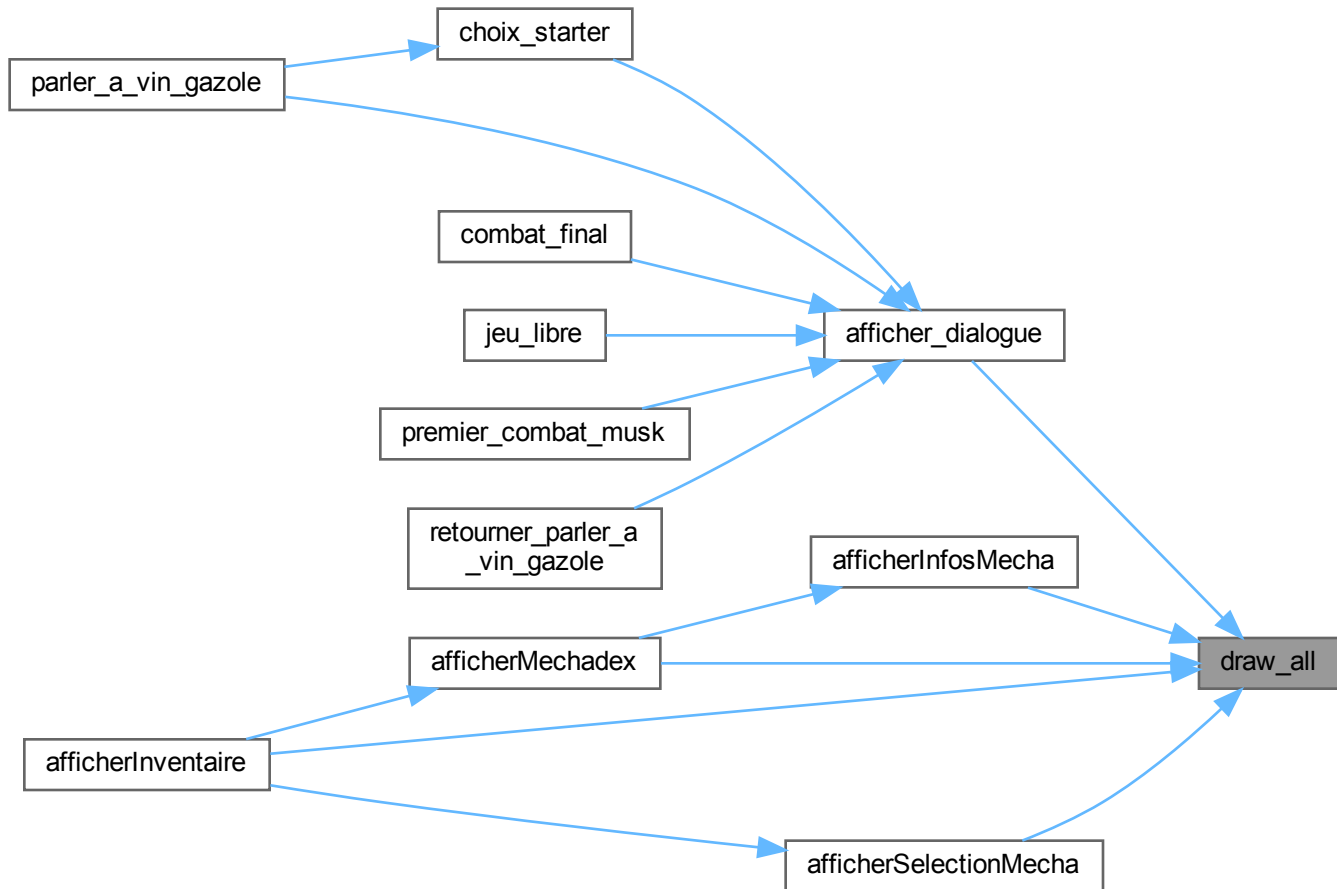 choix_starter
parler_a_vin_gazole
combat_final
jeu_libre
afficher_dialogue
premier_combat_musk
retourner_parler_a
_vin_gazole
afficherInfosMecha
afficherMechadex
draw_all
afficherInventaire
afficherSelectionMecha